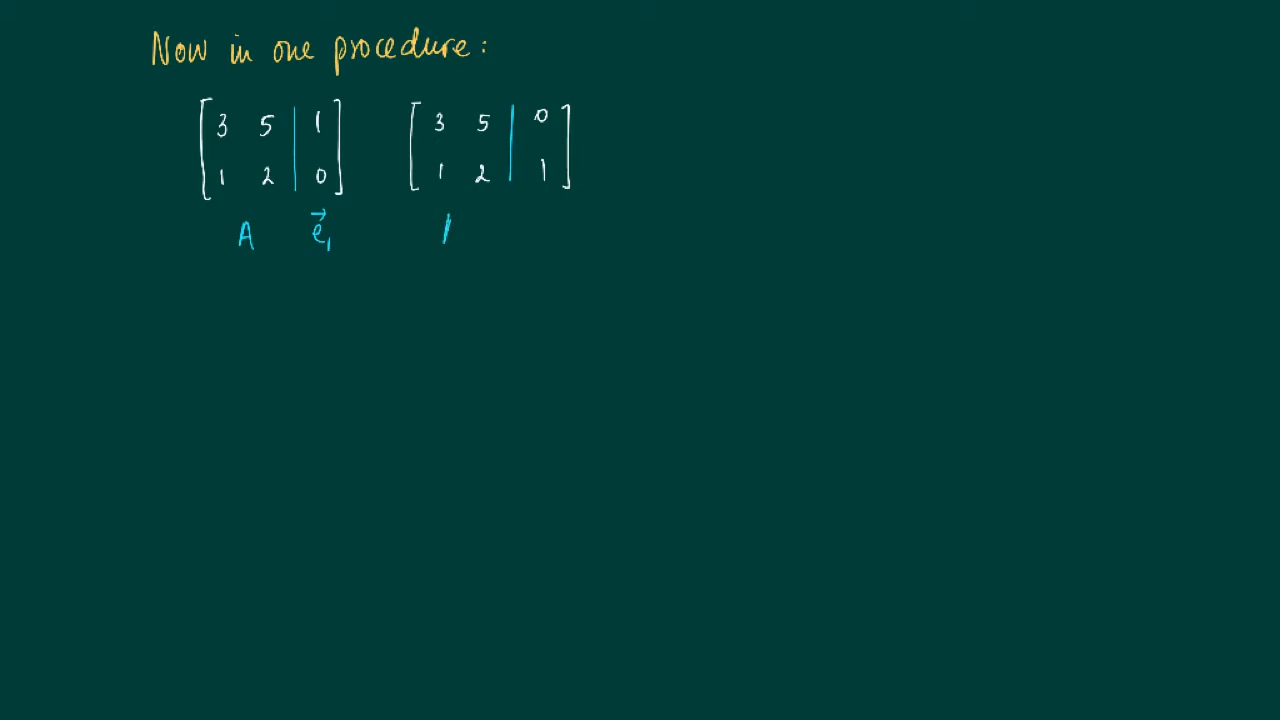 Now in one procedure:
[3 5 | 1] [3 5 | 0]
[1 2 | 0] [1 2 | 1]
A e⃗₁